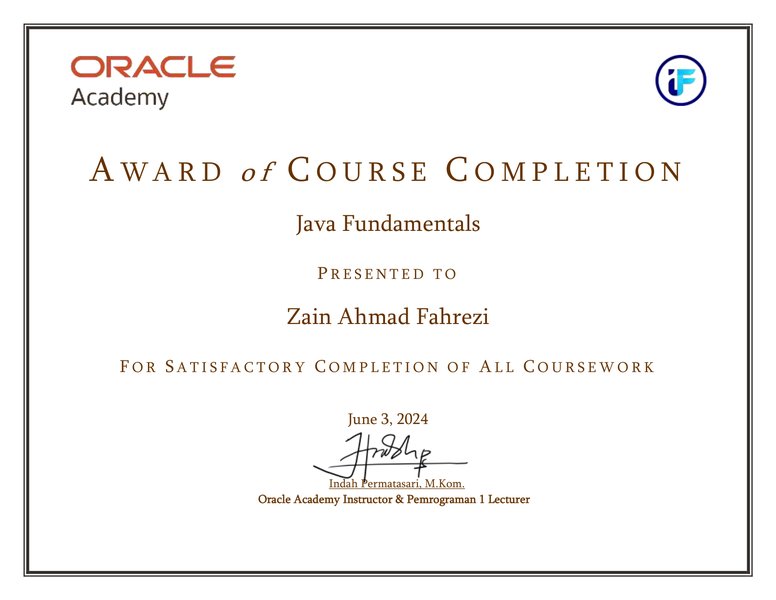 ORACLE
Academy
iF
AWARD of COURSE COMPLETION
Java Fundamentals
PRESENTED TO
Zain Ahmad Fahrezi
FOR SATISFACTORY COMPLETION OF ALL COURSEWORK
June 3, 2024
Indah Permatasari, M.Kom.
Oracle Academy Instructor & Pemrograman 1 Lecturer